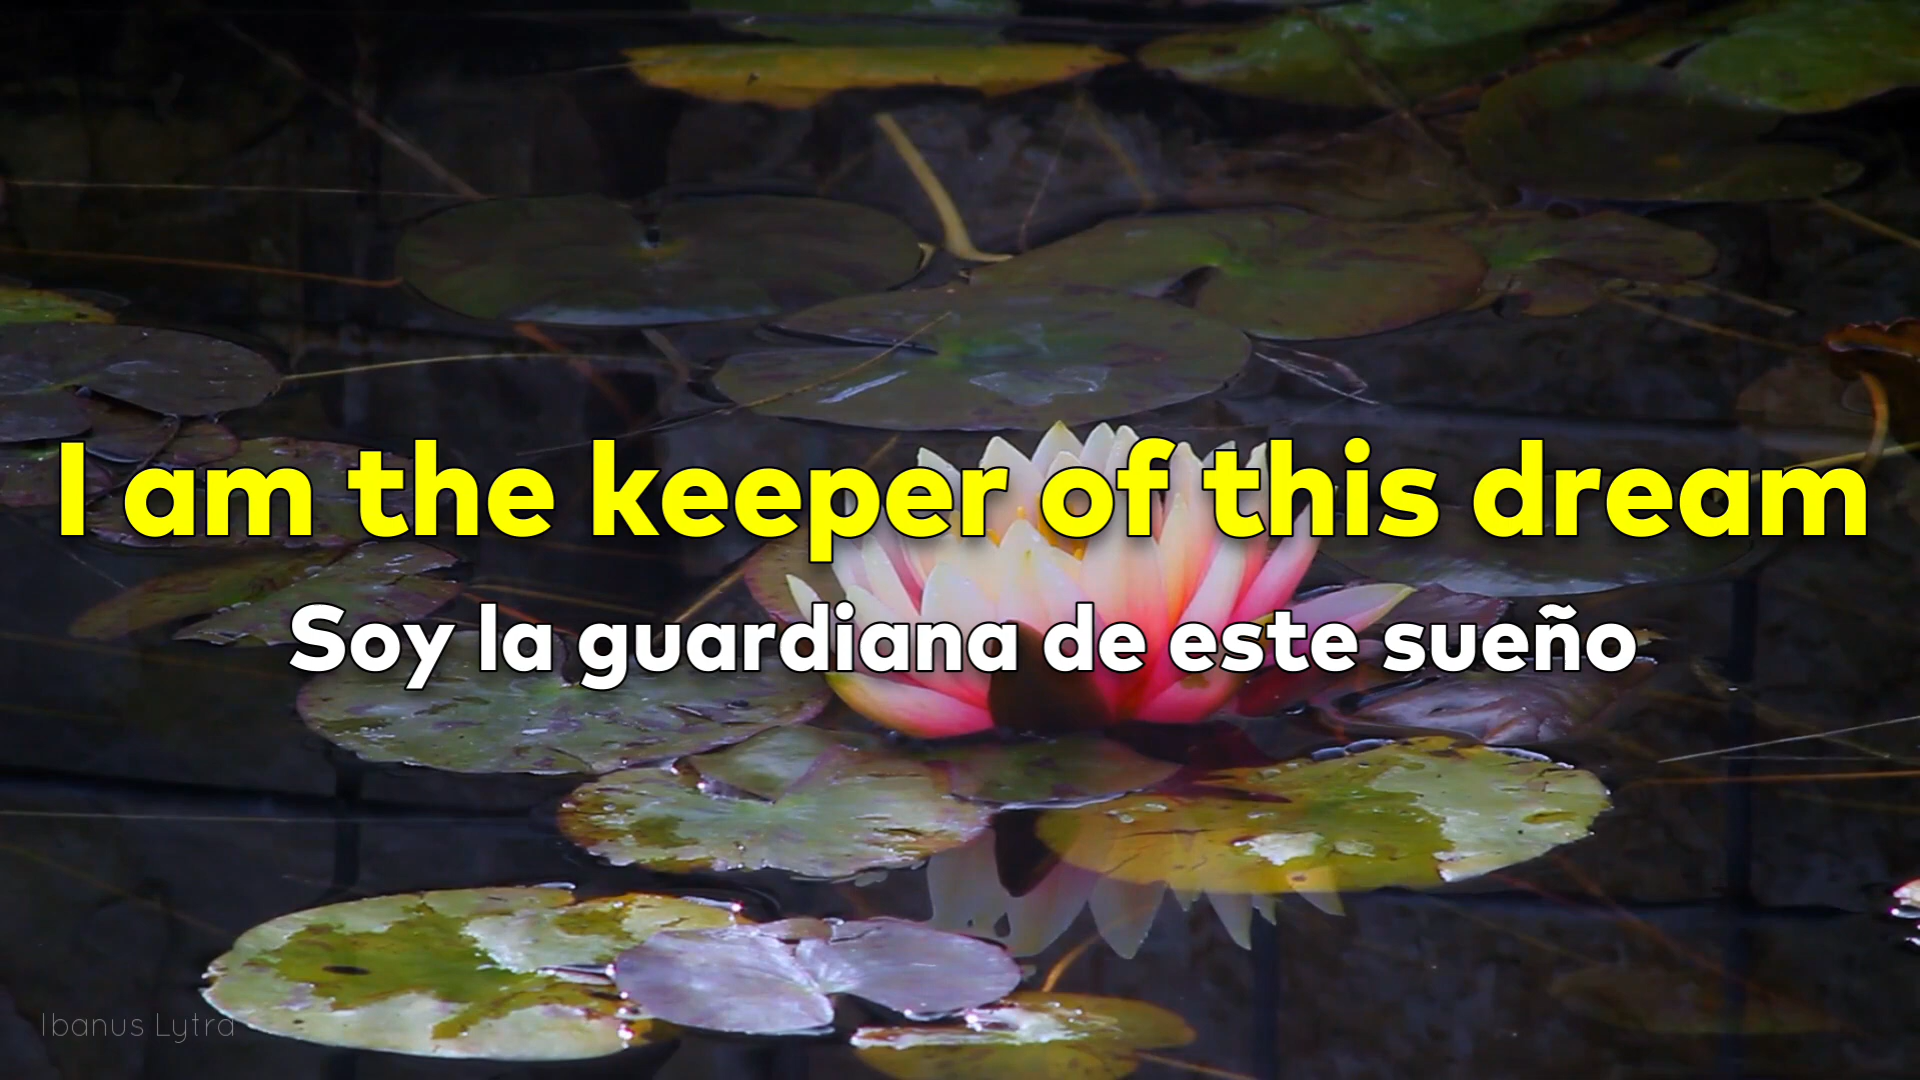 I am the keeper of this dream
Soy la guardiana de este sueño
Ibanus Lytra